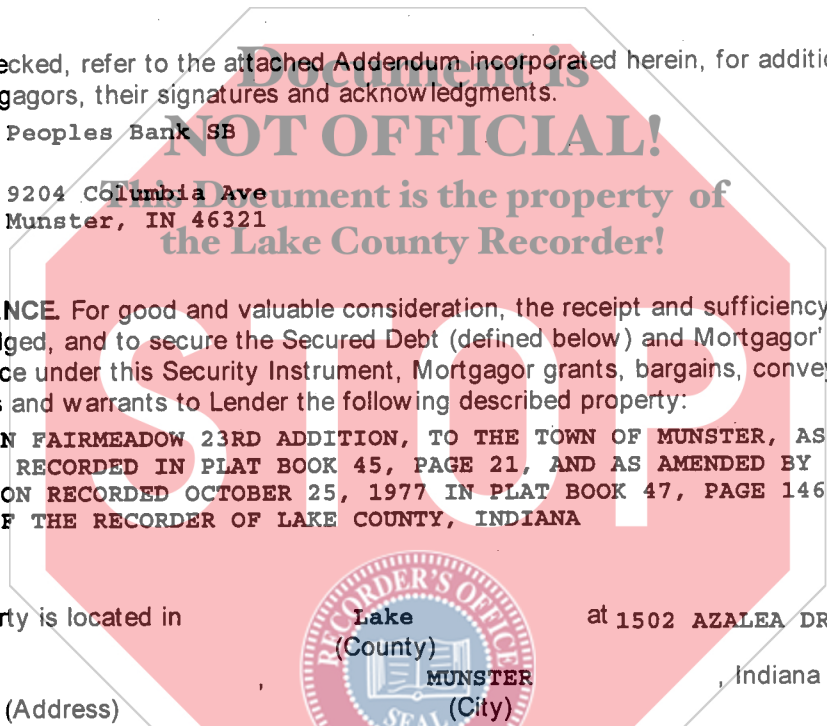 ecked, refer to the attached Addendum incorporated herein, for additio
gagors, their signatures and acknowledgments.
Document is
NOT OFFICIAL!
This Document is the property of
the Lake County Recorder!
Peoples Bank SB
9204 Columbia Ave
Munster, IN 46321
NCE. For good and valuable consideration, the receipt and sufficiency
ged, and to secure the Secured Debt (defined below) and Mortgagor'
ce under this Security Instrument, Mortgagor grants, bargains, convey
s and warrants to Lender the following described property:
N FAIRMEADOW 23RD ADDITION, TO THE TOWN OF MUNSTER, AS
RECORDED IN PLAT BOOK 45, PAGE 21, AND AS AMENDED BY
ON RECORDED OCTOBER 25, 1977 IN PLAT BOOK 47, PAGE 146
F THE RECORDER OF LAKE COUNTY, INDIANA
STOP
rty is located in Lake at 1502 AZALEA DR
(County)
, MUNSTER , Indiana
(Address) (City)
RECORDER'S OFFICE
SEAL